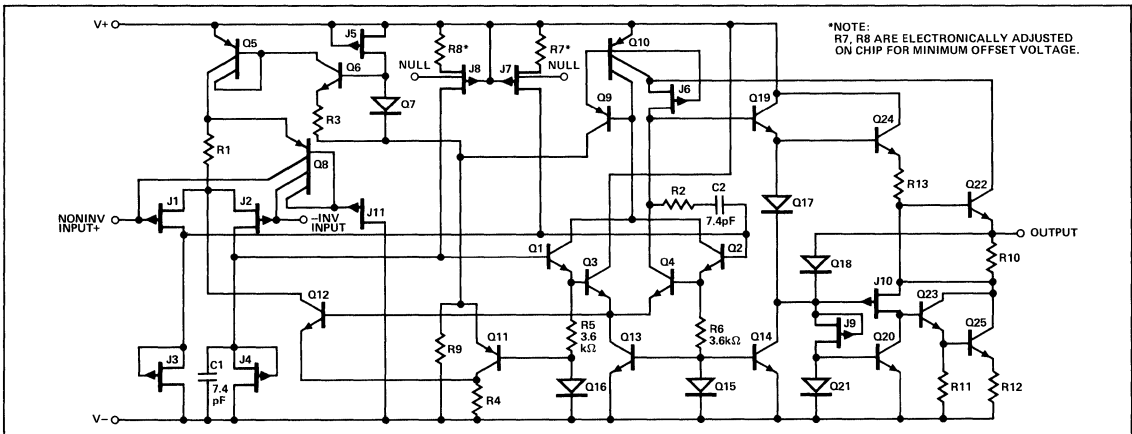 V+
*NOTE:
R7, R8 ARE ELECTRONICALLY ADJUSTED
ON CHIP FOR MINIMUM OFFSET VOLTAGE.
Q5
J5
R8*
R7*
Q10
Q6
NULL
J8
J7
NULL
J6
Q7
Q9
Q19
Q24
R3
R1
Q8
R13
Q22
J1
J2
R2
C2
7.4pF
Q17
NONINV
INPUT+
–INV
INPUT
J11
OUTPUT
Q1
Q2
Q18
R10
Q3
Q4
J10
Q12
Q23
R5
3.6
kΩ
R6
3.6kΩ
J9
Q25
Q11
Q13
Q14
Q20
R9
J3
C1
7.4
pF
J4
Q16
Q15
Q21
R11
R12
R4
V–